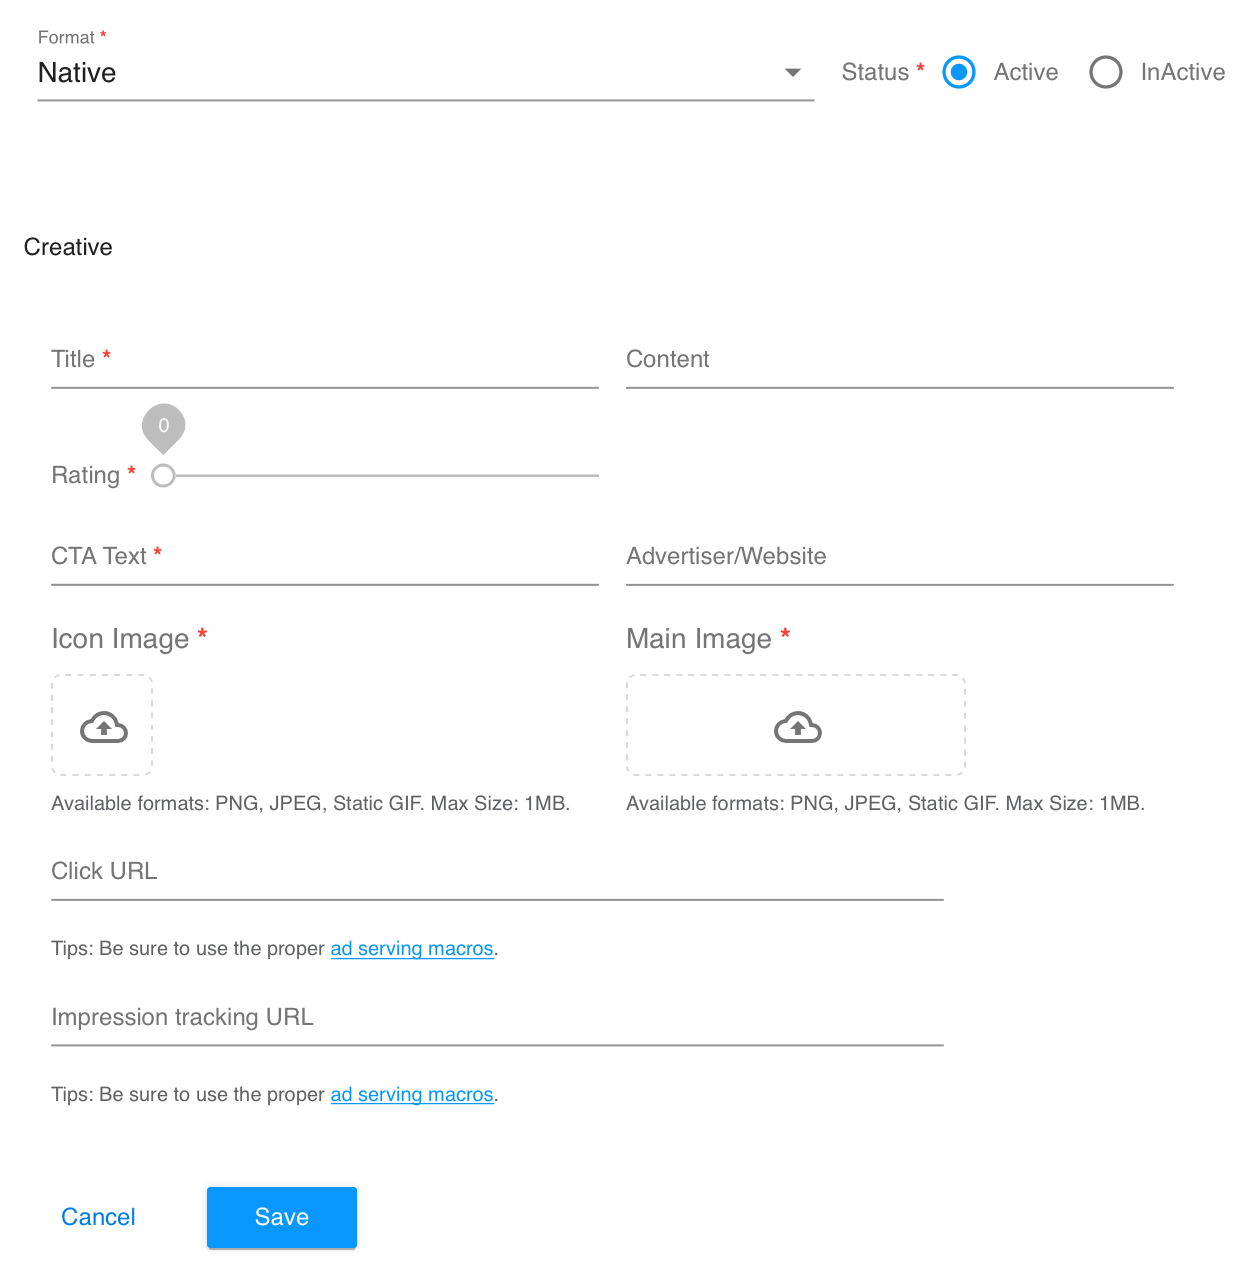 Format *
Native
Status * Active InActive
Creative
Title * Content
0
Rating *
CTA Text * Advertiser/Website
Icon Image * Main Image *
Available formats: PNG, JPEG, Static GIF. Max Size: 1MB. Available formats: PNG, JPEG, Static GIF. Max Size: 1MB.
Click URL
Tips: Be sure to use the proper ad serving macros.
Impression tracking URL
Tips: Be sure to use the proper ad serving macros.
Cancel Save